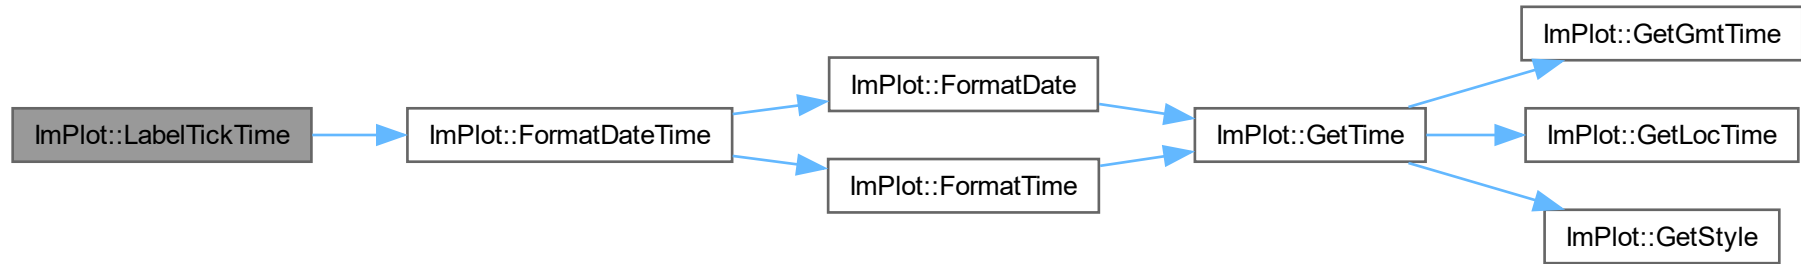 ImPlot::LabelTickTime
ImPlot::FormatDateTime
ImPlot::FormatDate
ImPlot::FormatTime
ImPlot::GetTime
ImPlot::GetGmtTime
ImPlot::GetLocTime
ImPlot::GetStyle